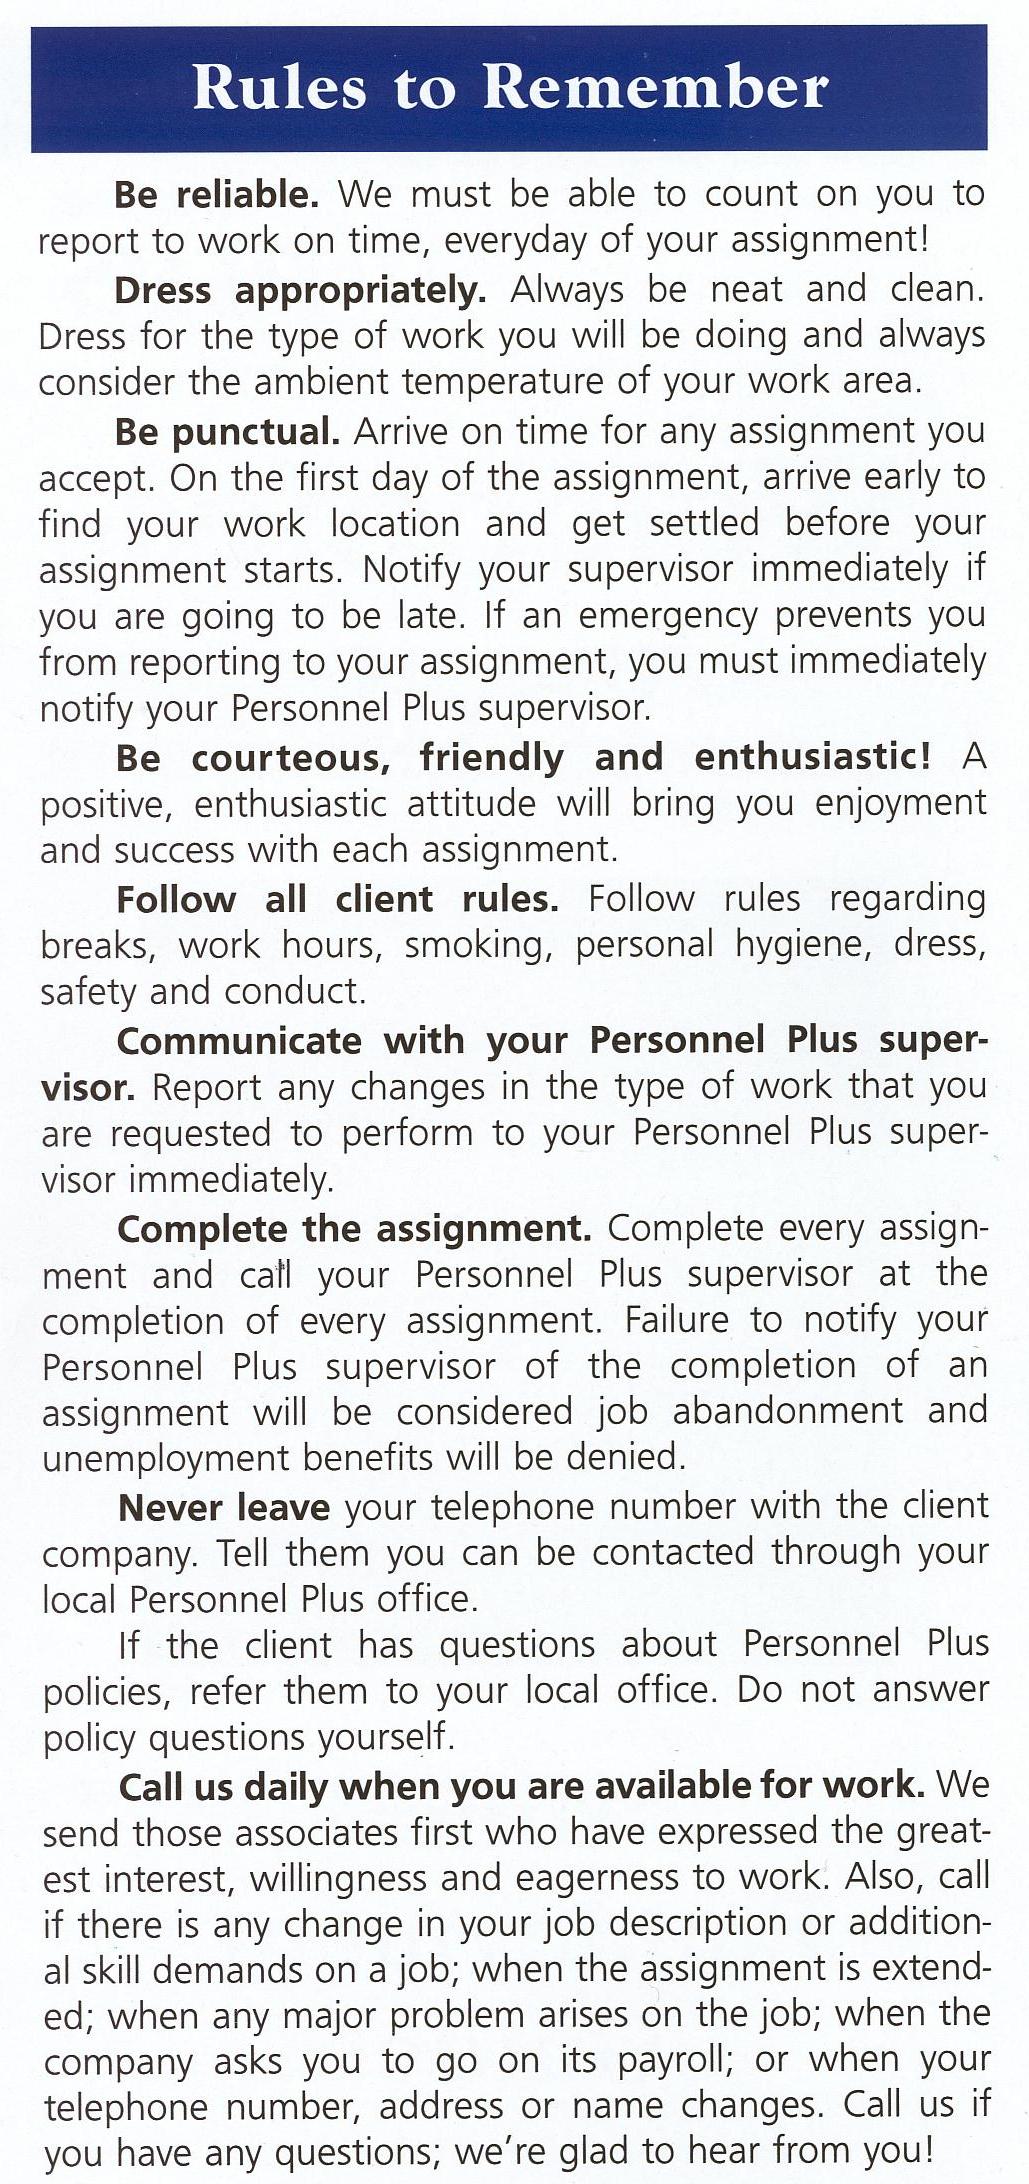 Rules to Remember
Be reliable. We must be able to count on you to
report to work on time, everyday of your assignment!
Dress appropriately. Always be neat and clean.
Dress for the type of work you will be doing and always
consider the ambient temperature of your work area.
Be punctual. Arrive on time for any assignment you
accept. On the first day of the assignment, arrive early to
find your work location and get settled before your
assignment starts. Notify your supervisor immediately if
you are going to be late. If an emergency prevents you
from reporting to your assignment, you must immediately
notify your Personnel Plus supervisor.
Be courteous, friendly and enthusiastic! A
positive, enthusiastic attitude will bring you enjoyment
and success with each assignment.
Follow all client rules. Follow rules regarding
breaks, work hours, smoking, personal hygiene, dress,
safety and conduct.
Communicate with your Personnel Plus super-
visor. Report any changes in the type of work that you
are requested to perform to your Personnel Plus super-
visor immediately.
Complete the assignment. Complete every assign-
ment and call your Personnel Plus supervisor at the
completion of every assignment. Failure to notify your
Personnel Plus supervisor of the completion of an
assignment will be considered job abandonment and
unemployment benefits will be denied.
Never leave your telephone number with the client
company. Tell them you can be contacted through your
local Personnel Plus office.
If the client has questions about Personnel Plus
policies, refer them to your local office. Do not answer
policy questions yourself.
Call us daily when you are available for work. We
send those associates first who have expressed the great-
est interest, willingness and eagerness to work. Also, call
if there is any change in your job description or addition-
al skill demands on a job; when the assignment is extend-
ed; when any major problem arises on the job; when the
company asks you to go on its payroll; or when your
telephone number, address or name changes. Call us if
you have any questions; we're glad to hear from you!